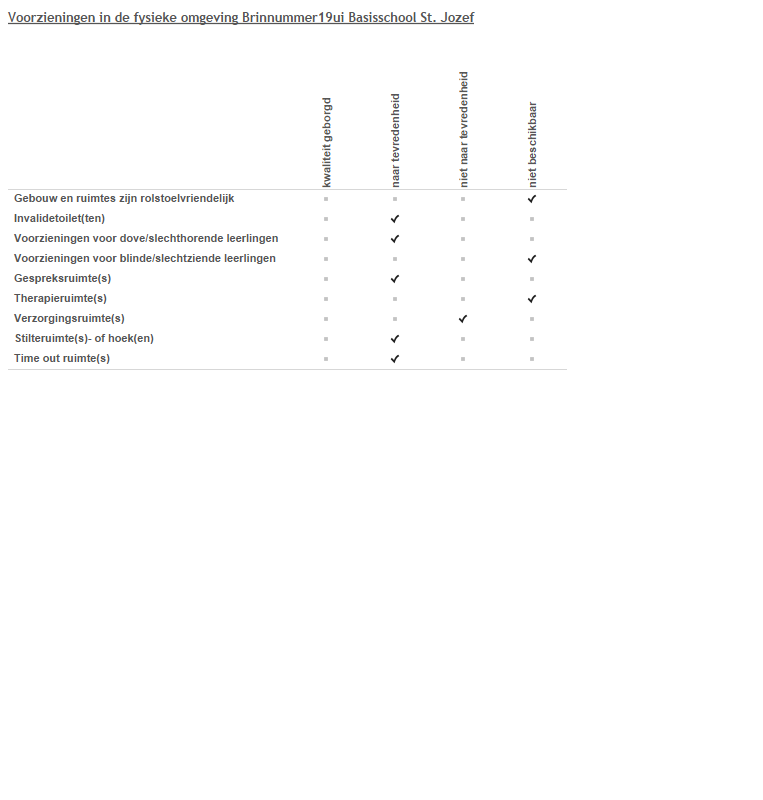 Voorzieningen in de fysieke omgeving Brinnummer19ui Basisschool St. Jozef
kwaliteit geborgd
naar tevredenheid
niet naar tevredenheid
niet beschikbaar
Gebouw en ruimtes zijn rolstoelvriendelijk
Invalidetoilet(ten)
Voorzieningen voor dove/slechthorende leerlingen
Voorzieningen voor blinde/slechtziende leerlingen
Gespreksruimte(s)
Therapieruimte(s)
Verzorgingsruimte(s)
Stilteruimte(s)- of hoek(en)
Time out ruimte(s)